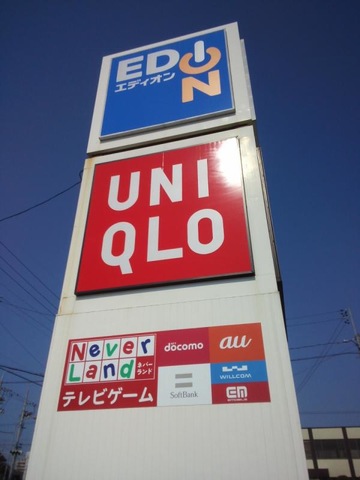 EDION
エディオン
UNI
QLO
Never
Land
ネバー
ランド
テレビゲーム
döcomo
au
SoftBank
WILLCOM
EM